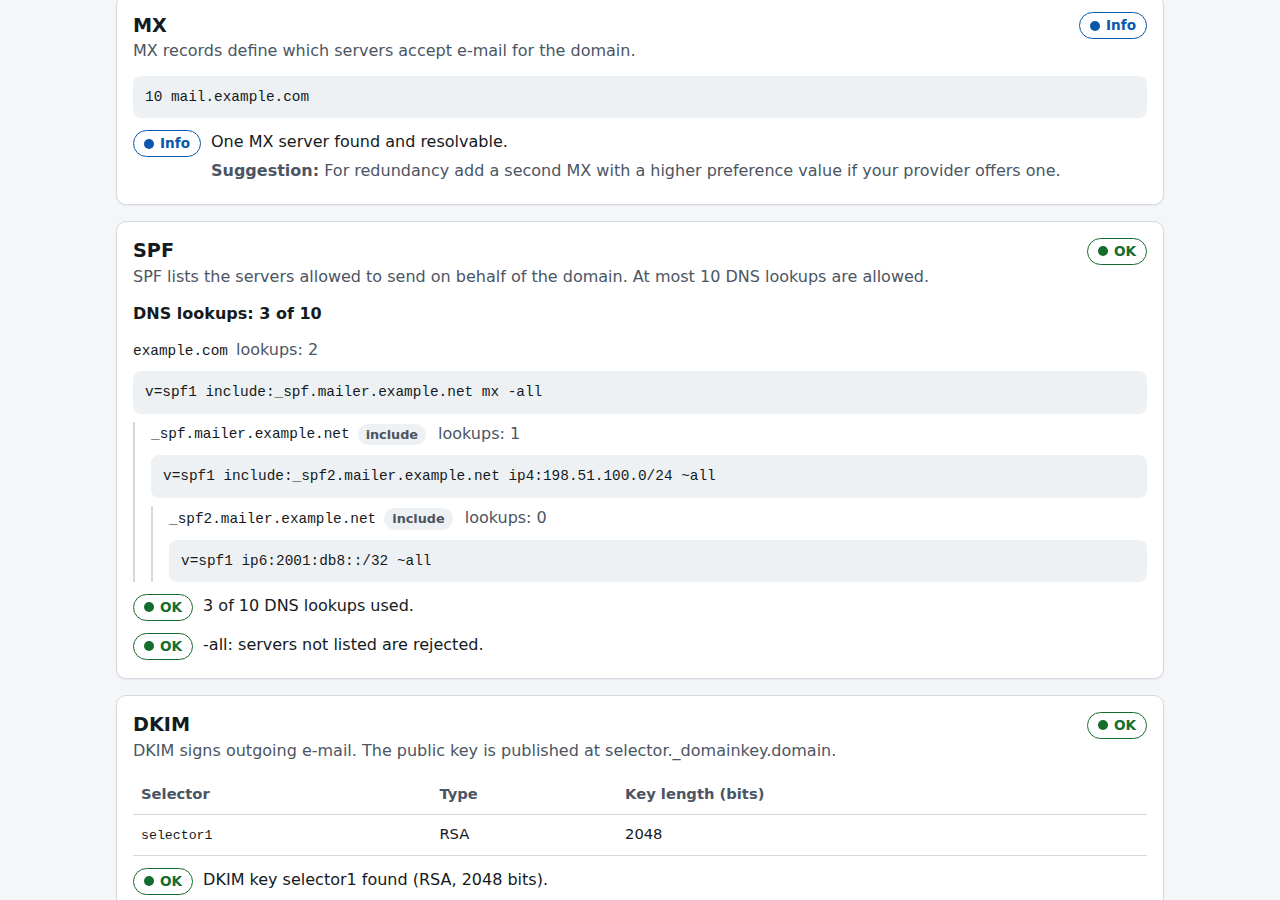 MX
Info
MX records define which servers accept e-mail for the domain.
10 mail.example.com
Info One MX server found and resolvable.
Suggestion: For redundancy add a second MX with a higher preference value if your provider offers one.
SPF
OK
SPF lists the servers allowed to send on behalf of the domain. At most 10 DNS lookups are allowed.
DNS lookups: 3 of 10
example.com lookups: 2
v=spf1 include:_spf.mailer.example.net mx -all
_spf.mailer.example.net include lookups: 1
v=spf1 include:_spf2.mailer.example.net ip4:198.51.100.0/24 ~all
_spf2.mailer.example.net include lookups: 0
v=spf1 ip6:2001:db8::/32 ~all
OK 3 of 10 DNS lookups used.
OK -all: servers not listed are rejected.
DKIM
OK
DKIM signs outgoing e-mail. The public key is published at selector._domainkey.domain.
Selector Type Key length (bits)
selector1 RSA 2048
OK DKIM key selector1 found (RSA, 2048 bits).